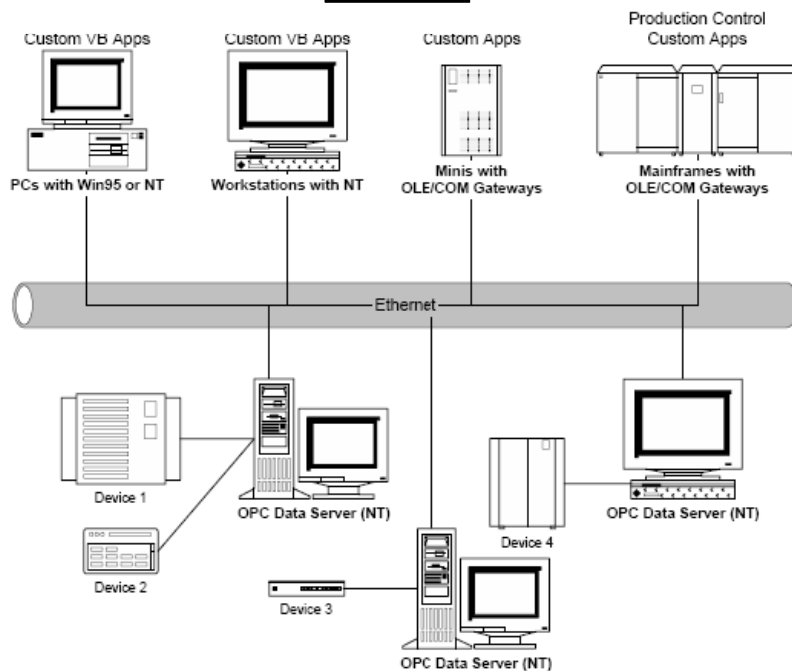 Production Control
Custom VB Apps
Custom VB Apps
Custom Apps
Custom Apps
PCs with Win95 or NT
Workstations with NT
Minis with
OLE/COM Gateways
Mainframes with
OLE/COM Gateways
Ethernet
Device 1
OPC Data Server (NT)
Device 4
OPC Data Server (NT)
Device 2
Device 3
OPC Data Server (NT)